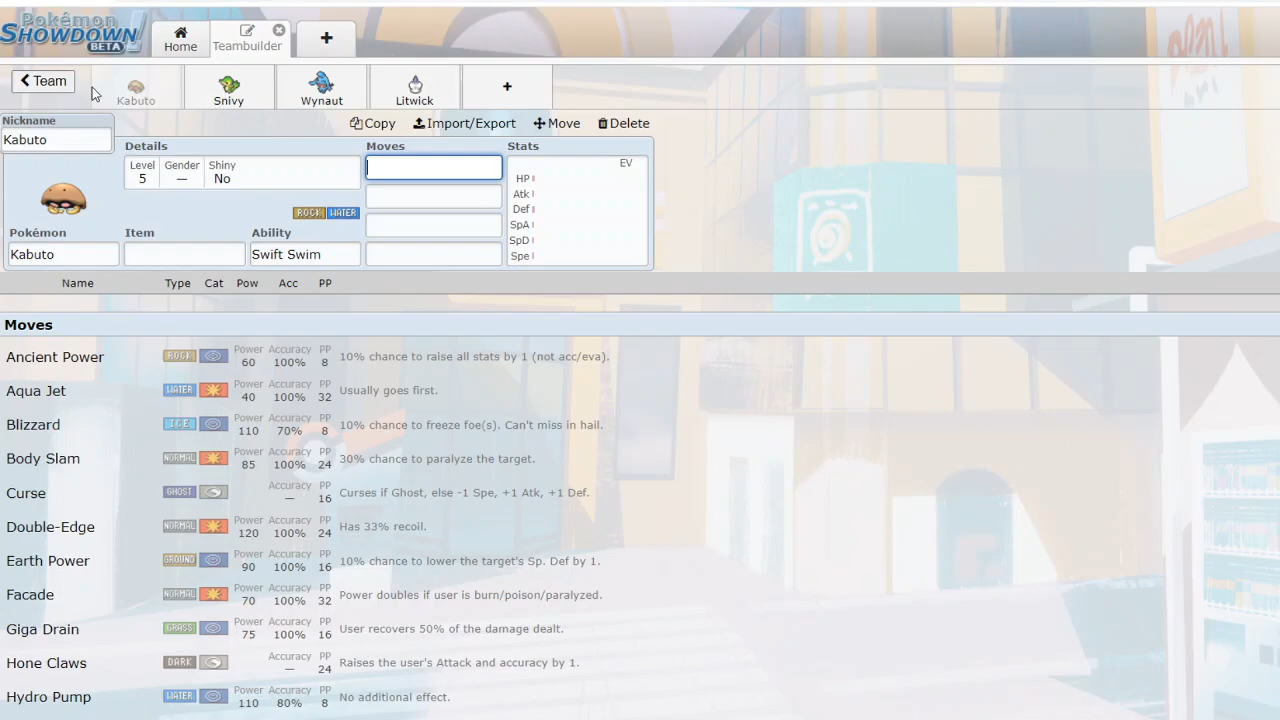 Pokémon
SHOWDOWN!
BETA
Home
Teambuilder
+
Team
Kabuto
Snivy
Wynaut
Litwick
+
Nickname
Kabuto
Copy Import/Export Move Delete
Details
Level Gender Shiny
5 — No
ROCK WATER
Pokémon Item Ability
Kabuto Swift Swim
Moves
Stats
EV
HP
Atk
Def
SpA
SpD
Spe
Name Type Cat Pow Acc PP
Moves
Ancient Power ROCK Power 60 Accuracy 100% PP 8 10% chance to raise all stats by 1 (not acc/eva).
Aqua Jet WATER Power 40 Accuracy 100% PP 32 Usually goes first.
Blizzard ICE Power 110 Accuracy 70% PP 8 10% chance to freeze foe(s). Can't miss in hail.
Body Slam NORMAL Power 85 Accuracy 100% PP 24 30% chance to paralyze the target.
Curse GHOST Accuracy — PP 16 Curses if Ghost, else -1 Spe, +1 Atk, +1 Def.
Double-Edge NORMAL Power 120 Accuracy 100% PP 24 Has 33% recoil.
Earth Power GROUND Power 90 Accuracy 100% PP 16 10% chance to lower the target's Sp. Def by 1.
Facade NORMAL Power 70 Accuracy 100% PP 32 Power doubles if user is burn/poison/paralyzed.
Giga Drain GRASS Power 75 Accuracy 100% PP 16 User recovers 50% of the damage dealt.
Hone Claws DARK Accuracy — PP 24 Raises the user's Attack and accuracy by 1.
Hydro Pump WATER Power 110 Accuracy 80% PP 8 No additional effect.